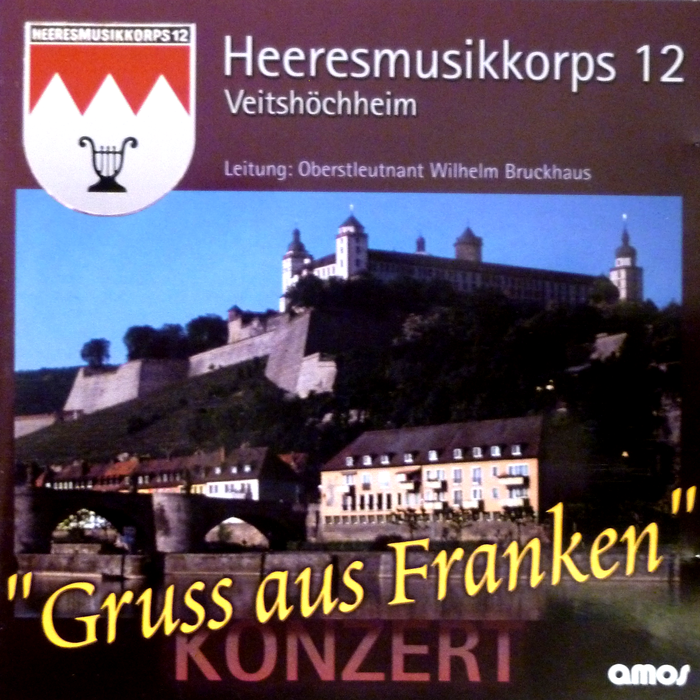 HEERESMUSIKKORPS 12
Heeresmusikkorps 12
Veitshöchheim
Leitung: Oberstleutnant Wilhelm Bruckhaus
"Gruss aus Franken"
KONZERT
amos